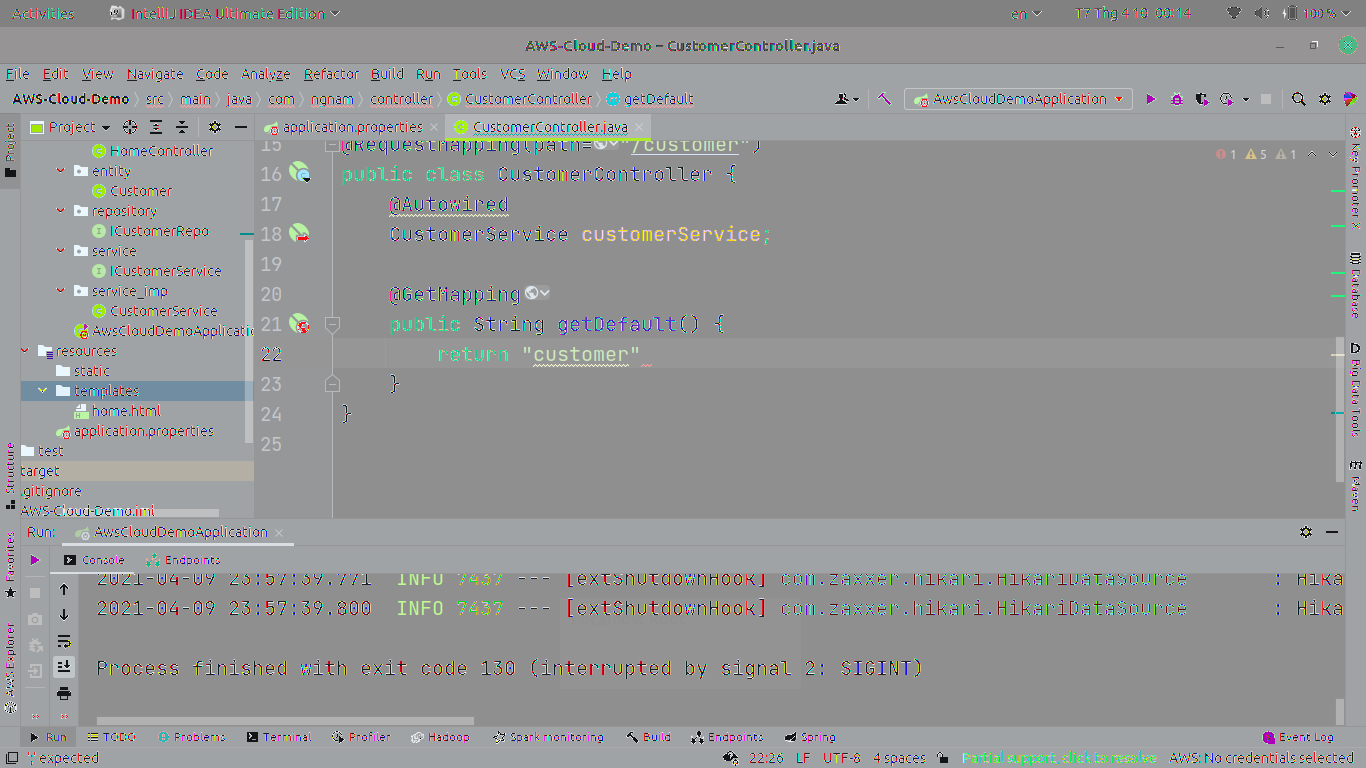 Activities IntelliJ IDEA Ultimate Edition en T7 Thg 4 10 00:14 100%
AWS-Cloud-Demo – CustomerController.java
File Edit View Navigate Code Analyze Refactor Build Run Tools VCS Window Help
AWS-Cloud-Demo src main java com ngnam controller CustomerController getDefault AwsCloudDemoApplication
Project application.properties CustomerController.java
HomeController
entity
Customer
repository
ICustomerRepo
service
ICustomerService
service_imp
CustomerService
AwsCloudDemoApplicatio
resources
static
templates
home.html
application.properties
test
target
.gitignore
AWS-Cloud-Demo.iml
1 5 1
15 @RequestMapping(path="/customer")
16 public class CustomerController {
17 @Autowired
18 CustomerService customerService;
19
20 @GetMapping
21 public String getDefault() {
22 return "customer"
23 }
24 }
25
Project
Structure
Favorites
AWS Explorer
Key Promoter X
Database
Big Data Tools
Maven
Run: AwsCloudDemoApplication
Console Endpoints
2021-04-09 23:57:39.771 INFO 7437 --- [extShutdownHook] com.zaxxer.hikari.HikariDataSource : Hika
2021-04-09 23:57:39.800 INFO 7437 --- [extShutdownHook] com.zaxxer.hikari.HikariDataSource : Hika
Process finished with exit code 130 (interrupted by signal 2: SIGINT)
Run TODO Problems Terminal Profiler Hadoop Spark monitoring Build Endpoints Spring Event Log
';' expected 22:26 LF UTF-8 4 spaces Partial support, click to resolve AWS: No credentials selected